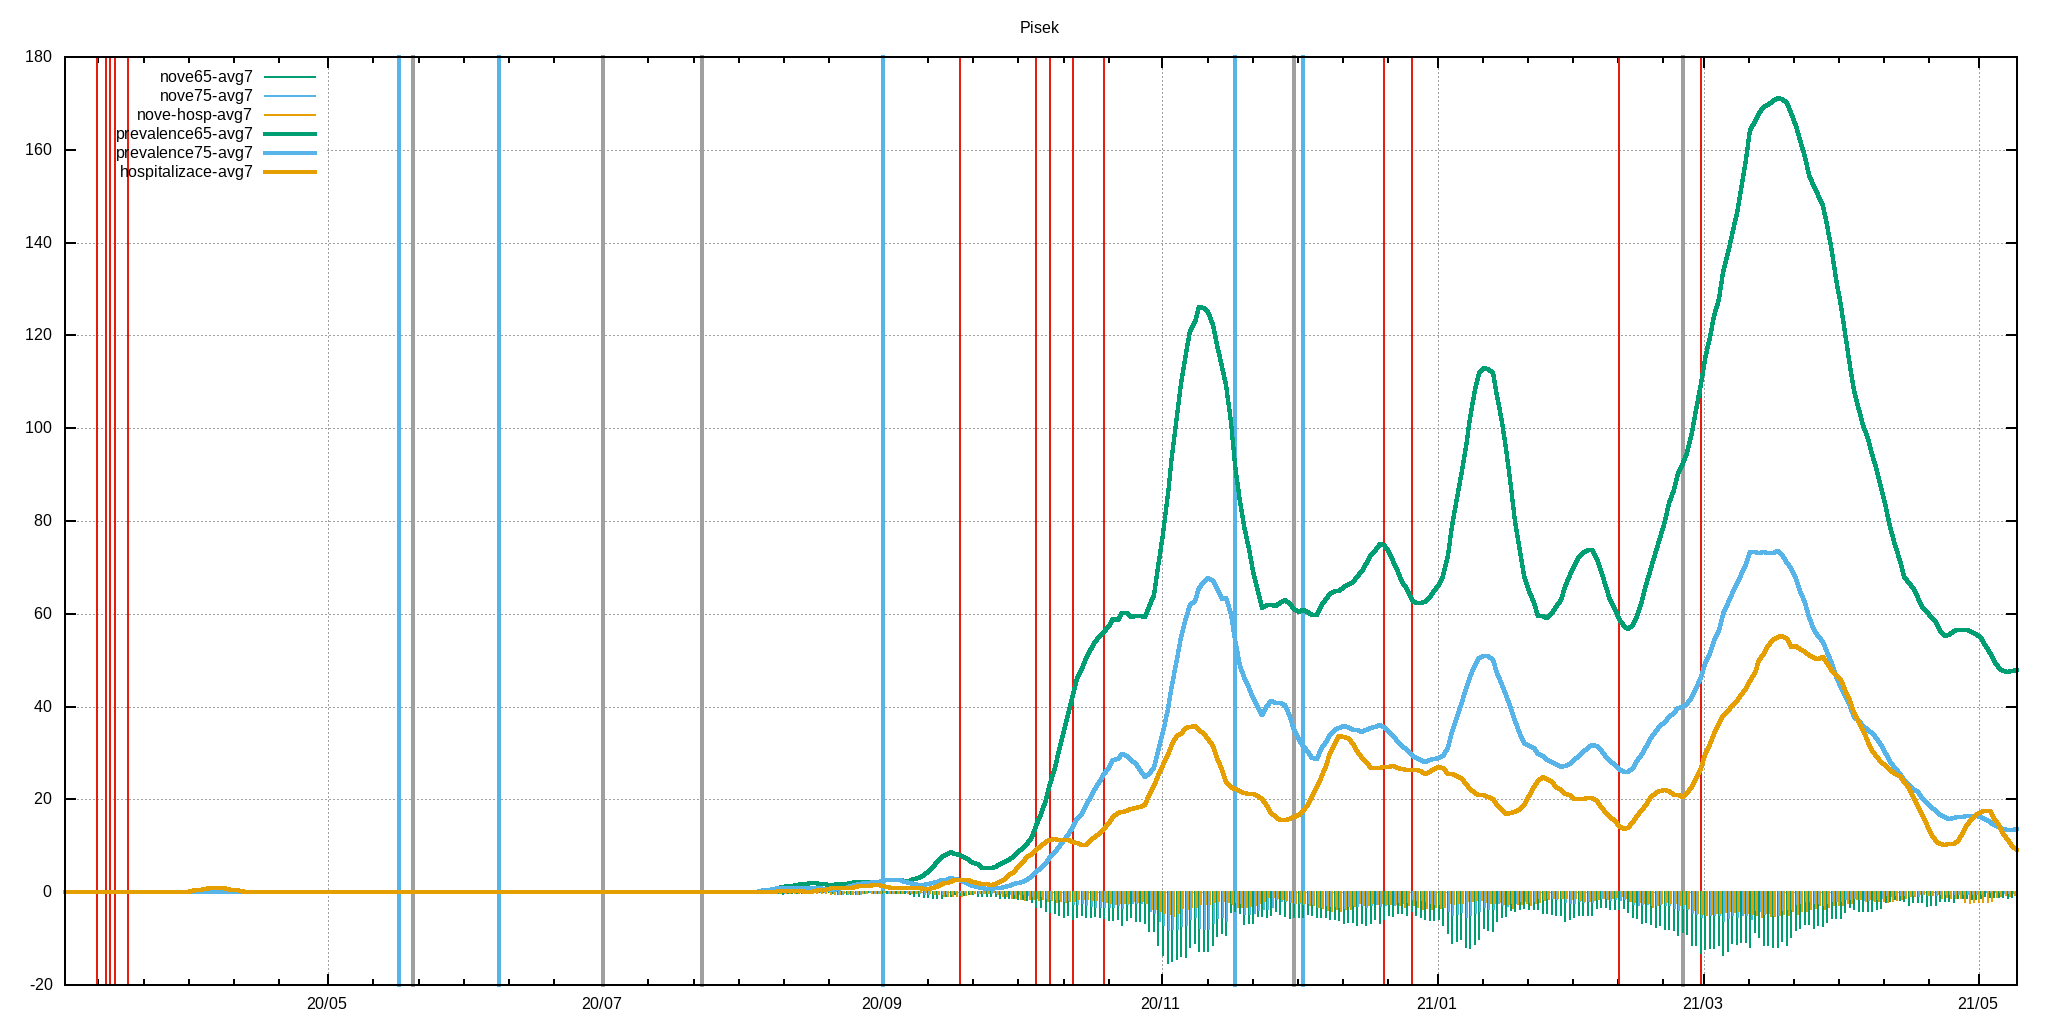 Pisek
180
160
140
120
100
80
60
40
20
0
-20
nove65-avg7
nove75-avg7
nove-hosp-avg7
prevalence65-avg7
prevalence75-avg7
hospitalizace-avg7
20/05 20/07 20/09 20/11 21/01 21/03 21/05